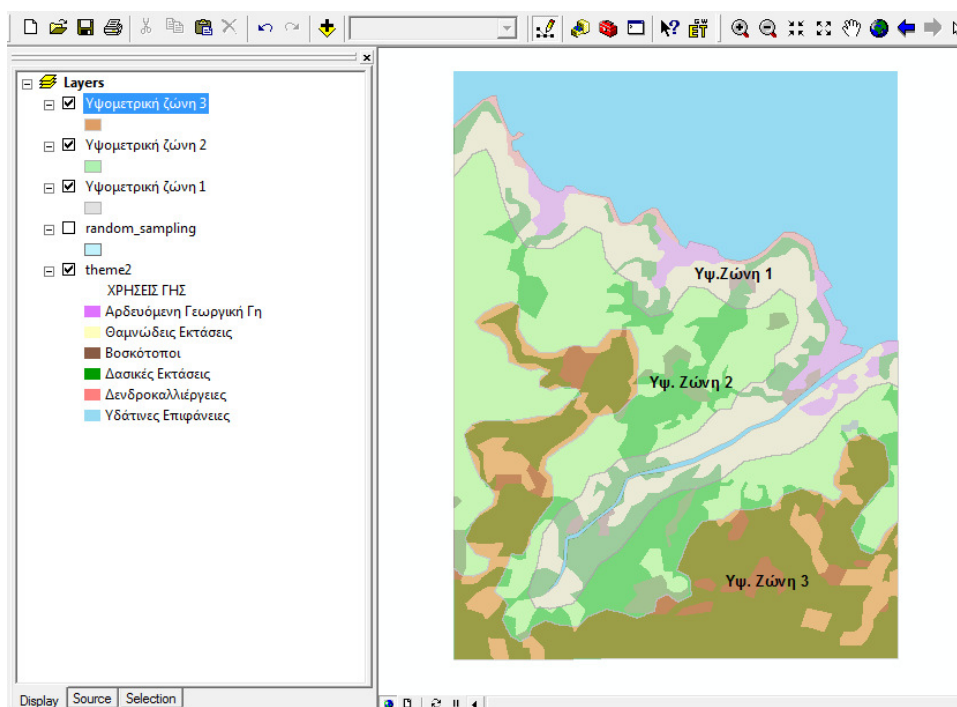 Layers
Υψομετρική ζώνη 3
Υψομετρική ζώνη 2
Υψομετρική ζώνη 1
random_sampling
theme2
ΧΡΗΣΕΙΣ ΓΗΣ
Αρδευόμενη Γεωργική Γη
Θαμνώδεις Εκτάσεις
Βοσκότοποι
Δασικές Εκτάσεις
Δενδροκαλλιέργειες
Υδάτινες Επιφάνειες
Display Source Selection
Υψ.Ζώνη 1
Υψ. Ζώνη 2
Υψ. Ζώνη 3